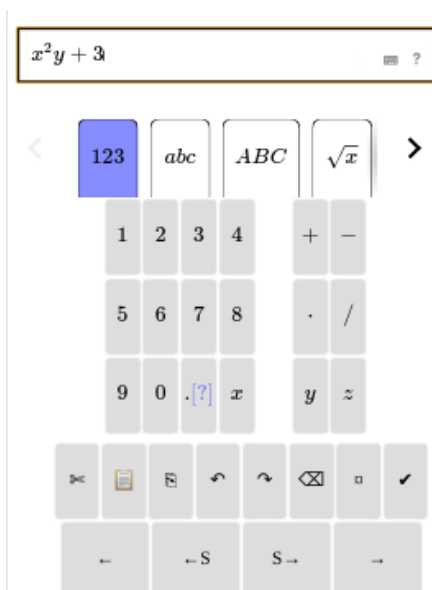 x²y + 3 ?
123 abc ABC √x
1 2 3 4 + −
5 6 7 8 · /
9 0 .[?] x y z
← ←S S→ →